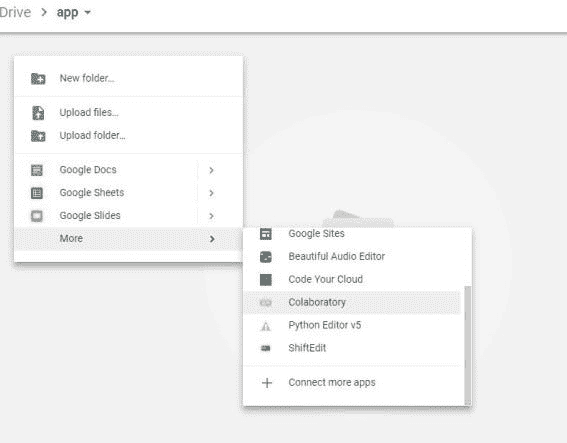 Drive > app
New folder...
Upload files...
Upload folder...
Google Docs
Google Sheets
Google Slides
More
Google Sites
Beautiful Audio Editor
Code Your Cloud
Colaboratory
Python Editor v5
ShiftEdit
Connect more apps